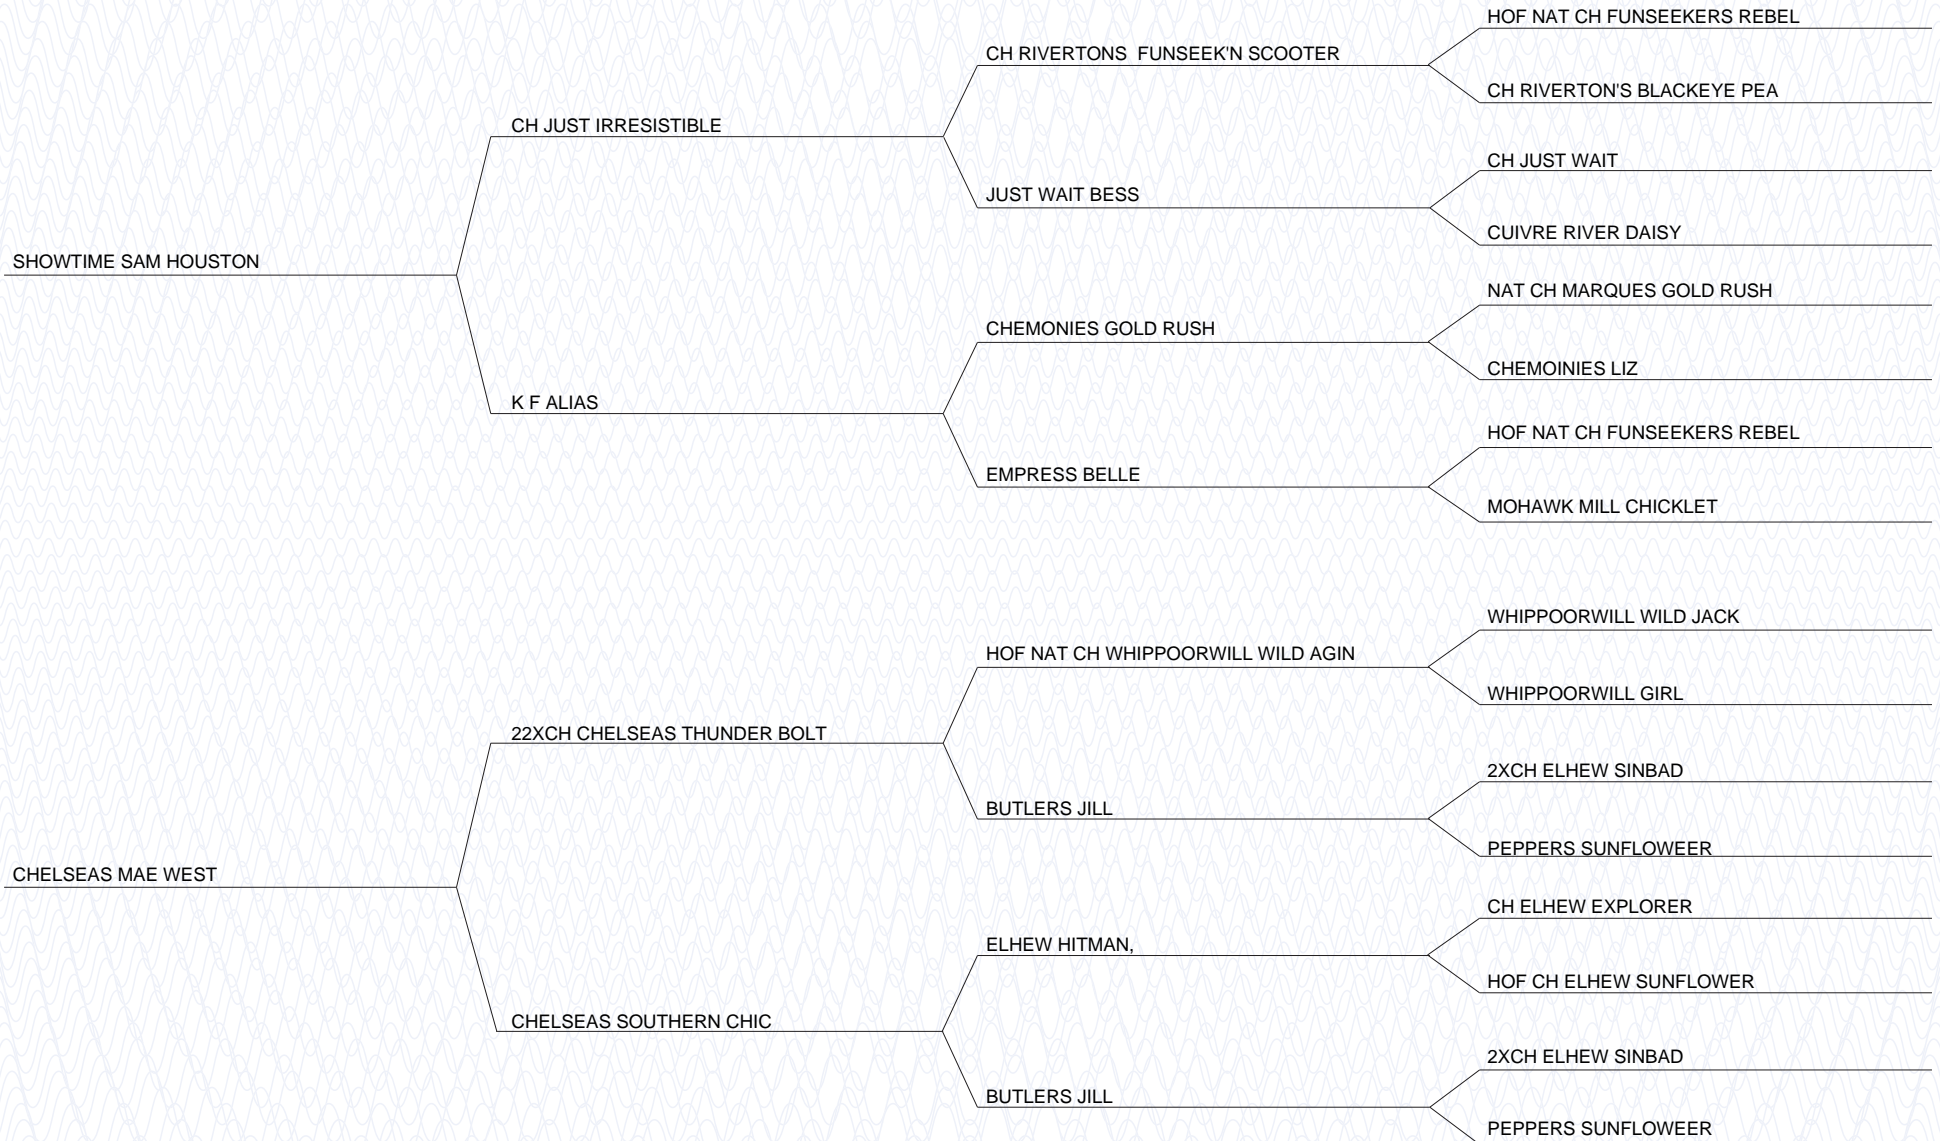 HOF NAT CH FUNSEEKERS REBEL
CH RIVERTONS  FUNSEEK'N SCOOTER
CH RIVERTON'S BLACKEYE PEA
CH JUST IRRESISTIBLE
CH JUST WAIT
JUST WAIT BESS
CUIVRE RIVER DAISY
SHOWTIME SAM HOUSTON
NAT CH MARQUES GOLD RUSH
CHEMONIES GOLD RUSH
CHEMOINIES LIZ
K F ALIAS
HOF NAT CH FUNSEEKERS REBEL
EMPRESS BELLE
MOHAWK MILL CHICKLET
WHIPPOORWILL WILD JACK
HOF NAT CH WHIPPOORWILL WILD AGIN
WHIPPOORWILL GIRL
22XCH CHELSEAS THUNDER BOLT
2XCH ELHEW SINBAD
BUTLERS JILL
PEPPERS SUNFLOWEER
CHELSEAS MAE WEST
CH ELHEW EXPLORER
ELHEW HITMAN,
HOF CH ELHEW SUNFLOWER
CHELSEAS SOUTHERN CHIC
2XCH ELHEW SINBAD
BUTLERS JILL
PEPPERS SUNFLOWEER